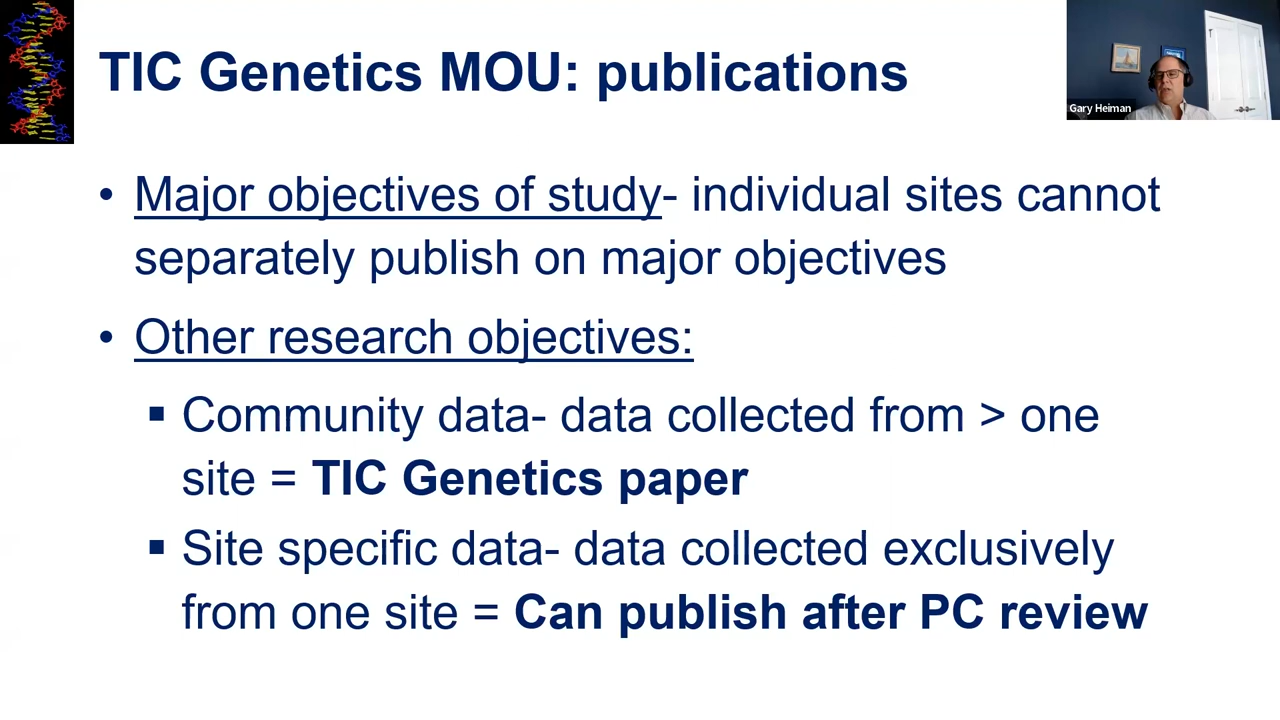 TIC Genetics MOU: publications
Gary Heiman
• Major objectives of study- individual sites cannot
separately publish on major objectives
• Other research objectives:
▪ Community data- data collected from > one
site = TIC Genetics paper
▪ Site specific data- data collected exclusively
from one site = Can publish after PC review